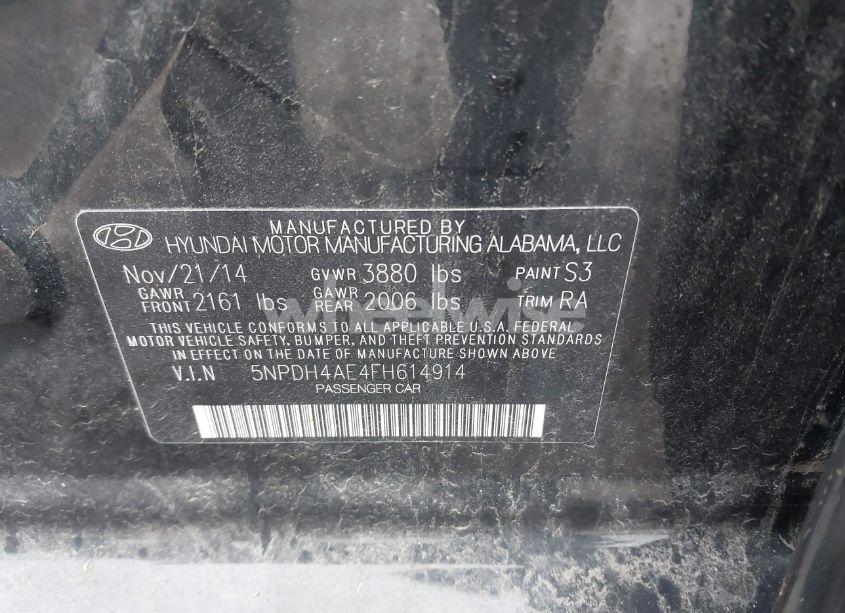 MANUFACTURED BY
HYUNDAI MOTOR MANUFACTURING ALABAMA, LLC
Nov/21/14 GVWR 3880 lbs PAINT S3
GAWR FRONT 2161 lbs GAWR REAR 2006 lbs TRIM RA
wheelwise
THIS VEHICLE CONFORMS TO ALL APPLICABLE U.S.A. FEDERAL
MOTOR VEHICLE SAFETY, BUMPER, AND THEFT PREVENTION STANDARDS
IN EFFECT ON THE DATE OF MANUFACTURE SHOWN ABOVE
V.I.N 5NPDH4AE4FH614914
PASSENGER CAR